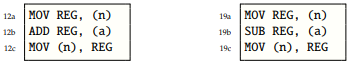 12a MOV REG, (n)
12b ADD REG, (a)
12c MOV (n), REG
19a MOV REG, (n)
19b SUB REG, (a)
19c MOV (n), REG